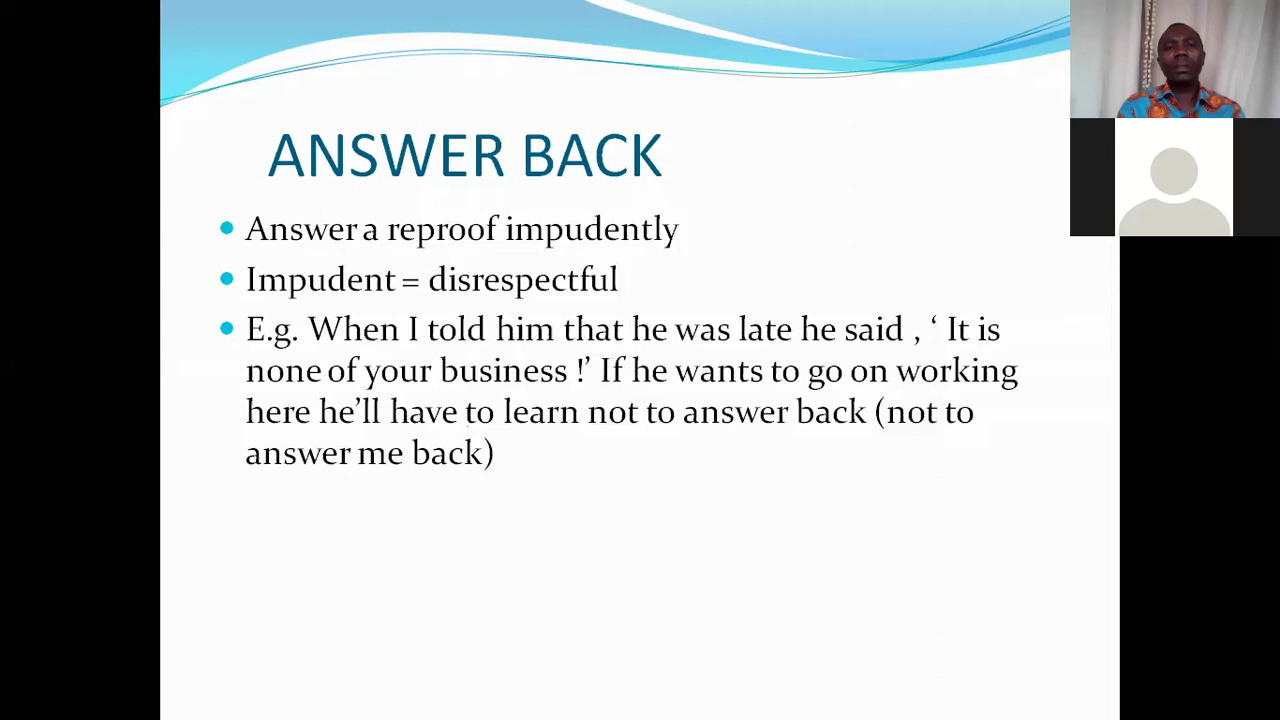 ANSWER BACK
Answer a reproof impudently
Impudent = disrespectful
E.g. When I told him that he was late he said , ‘ It is
none of your business !’ If he wants to go on working
here he’ll have to learn not to answer back (not to
answer me back)